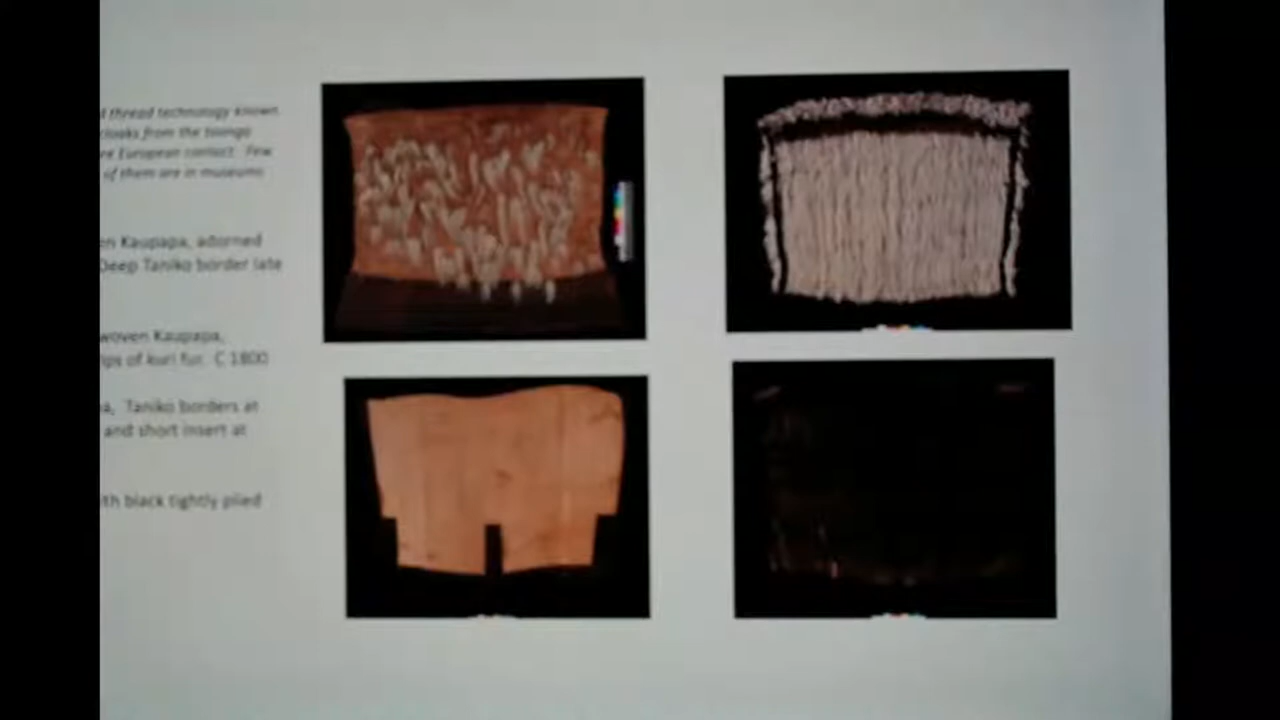 thread technology known
cloaks from the taonga
re European contact. Few
of them are in museums
en Kaupapa, adorned
Deep Taniko border late
woven Kaupapa,
ips of kuri fur. C 1800
a, Taniko borders at
and short insert at
th black tightly plied